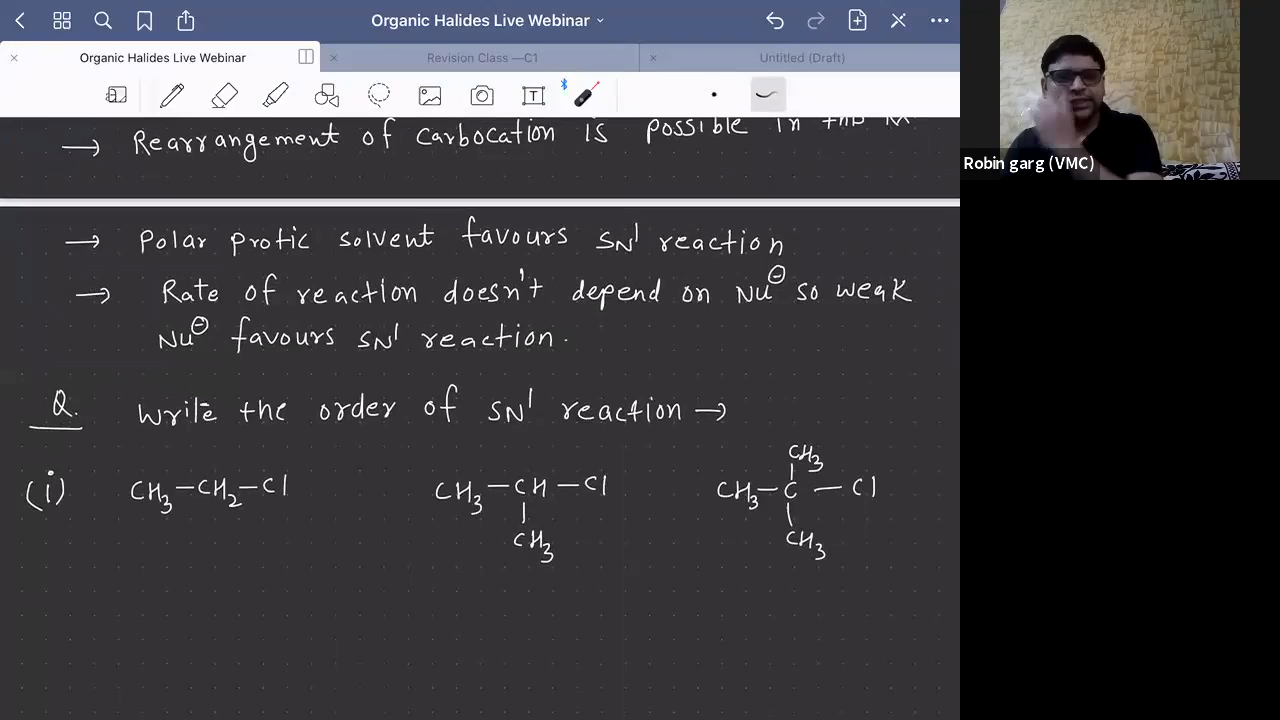 Organic Halides Live Webinar
Organic Halides Live Webinar
Revision Class —C1
Untitled (Draft)
T
Robin garg (VMC)
→ Rearrangement of carbocation is possible in this
→ Polar protic solvent favours SN1 reaction
→ Rate of reaction doesn't depend on Nu⊖ so weak
Nu⊖ favours SN1 reaction.
Q. Write the order of SN1 reaction →
(i) CH3–CH2–Cl CH3–CH–Cl CH3–C–Cl
CH3 CH3
CH3